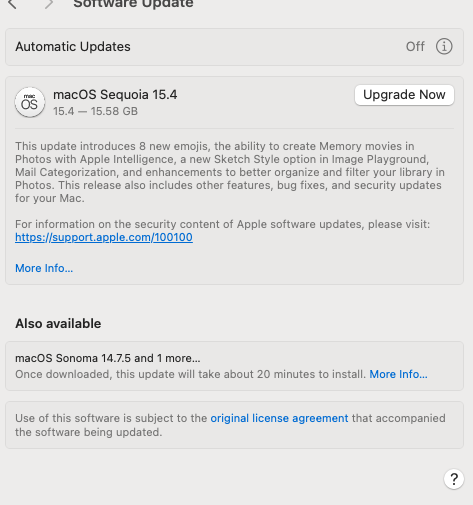 Software Update
Automatic Updates
Off
mac
OS
macOS Sequoia 15.4
15.4 — 15.58 GB
Upgrade Now
This update introduces 8 new emojis, the ability to create Memory movies in
Photos with Apple Intelligence, a new Sketch Style option in Image Playground,
Mail Categorization, and enhancements to better organize and filter your library in
Photos. This release also includes other features, bug fixes, and security updates
for your Mac.
For information on the security content of Apple software updates, please visit:
https://support.apple.com/100100
More Info...
Also available
macOS Sonoma 14.7.5 and 1 more...
Once downloaded, this update will take about 20 minutes to install. More Info...
Use of this software is subject to the original license agreement that accompanied
the software being updated.
?